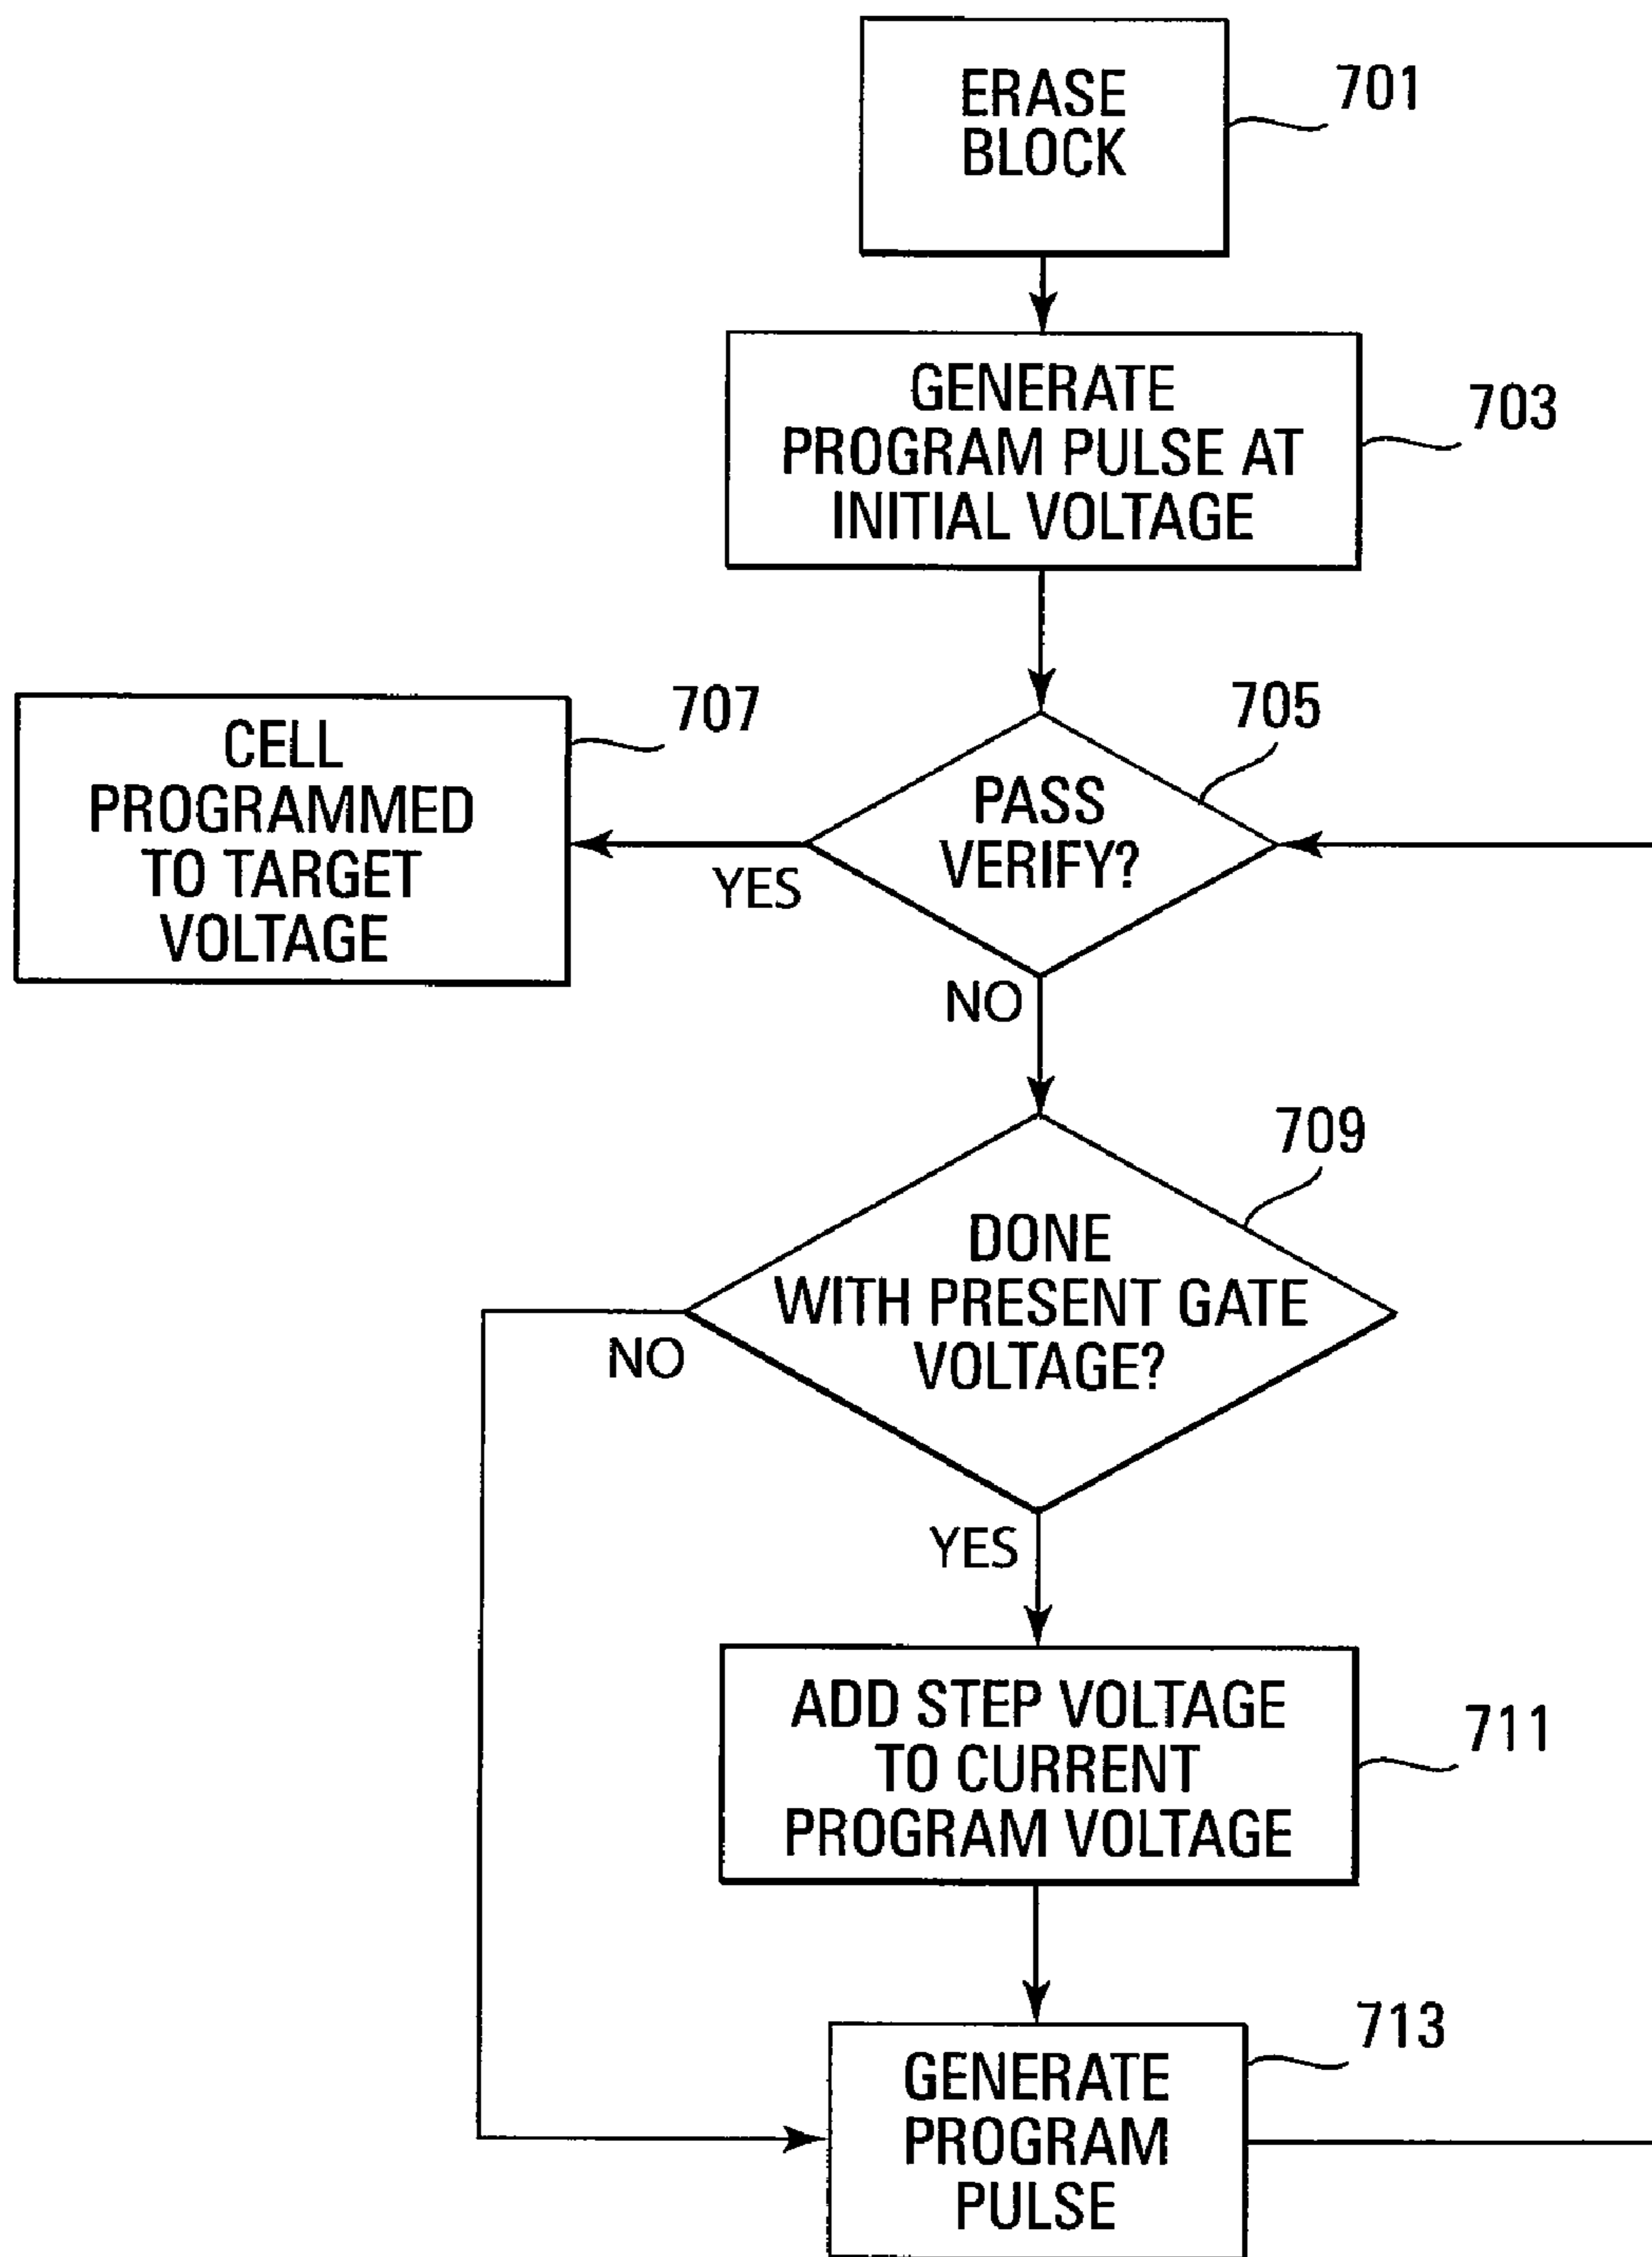 ERASE
BLOCK
701
GENERATE
PROGRAM PULSE AT
INITIAL VOLTAGE
703
CELL
PROGRAMMED
TO TARGET
VOLTAGE
707
PASS
VERIFY?
705
YES
NO
DONE
WITH PRESENT GATE
VOLTAGE?
709
NO
YES
ADD STEP VOLTAGE
TO CURRENT
PROGRAM VOLTAGE
711
GENERATE
PROGRAM
PULSE
713